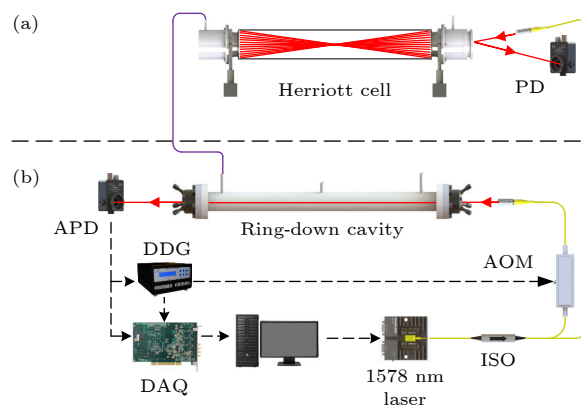 (a)
Herriott cell
PD
(b)
APD
Ring-down cavity
DDG
AOM
DAQ
ISO
1578 nm
laser